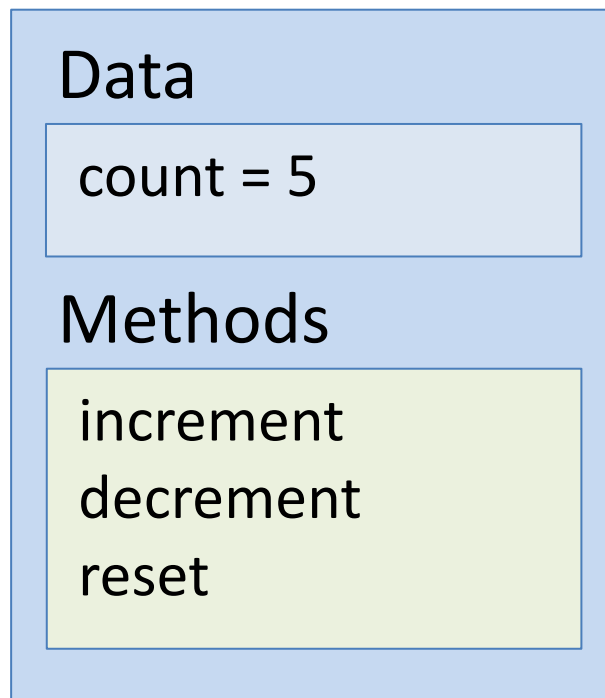 Data
count = 5
Methods
increment
decrement
reset